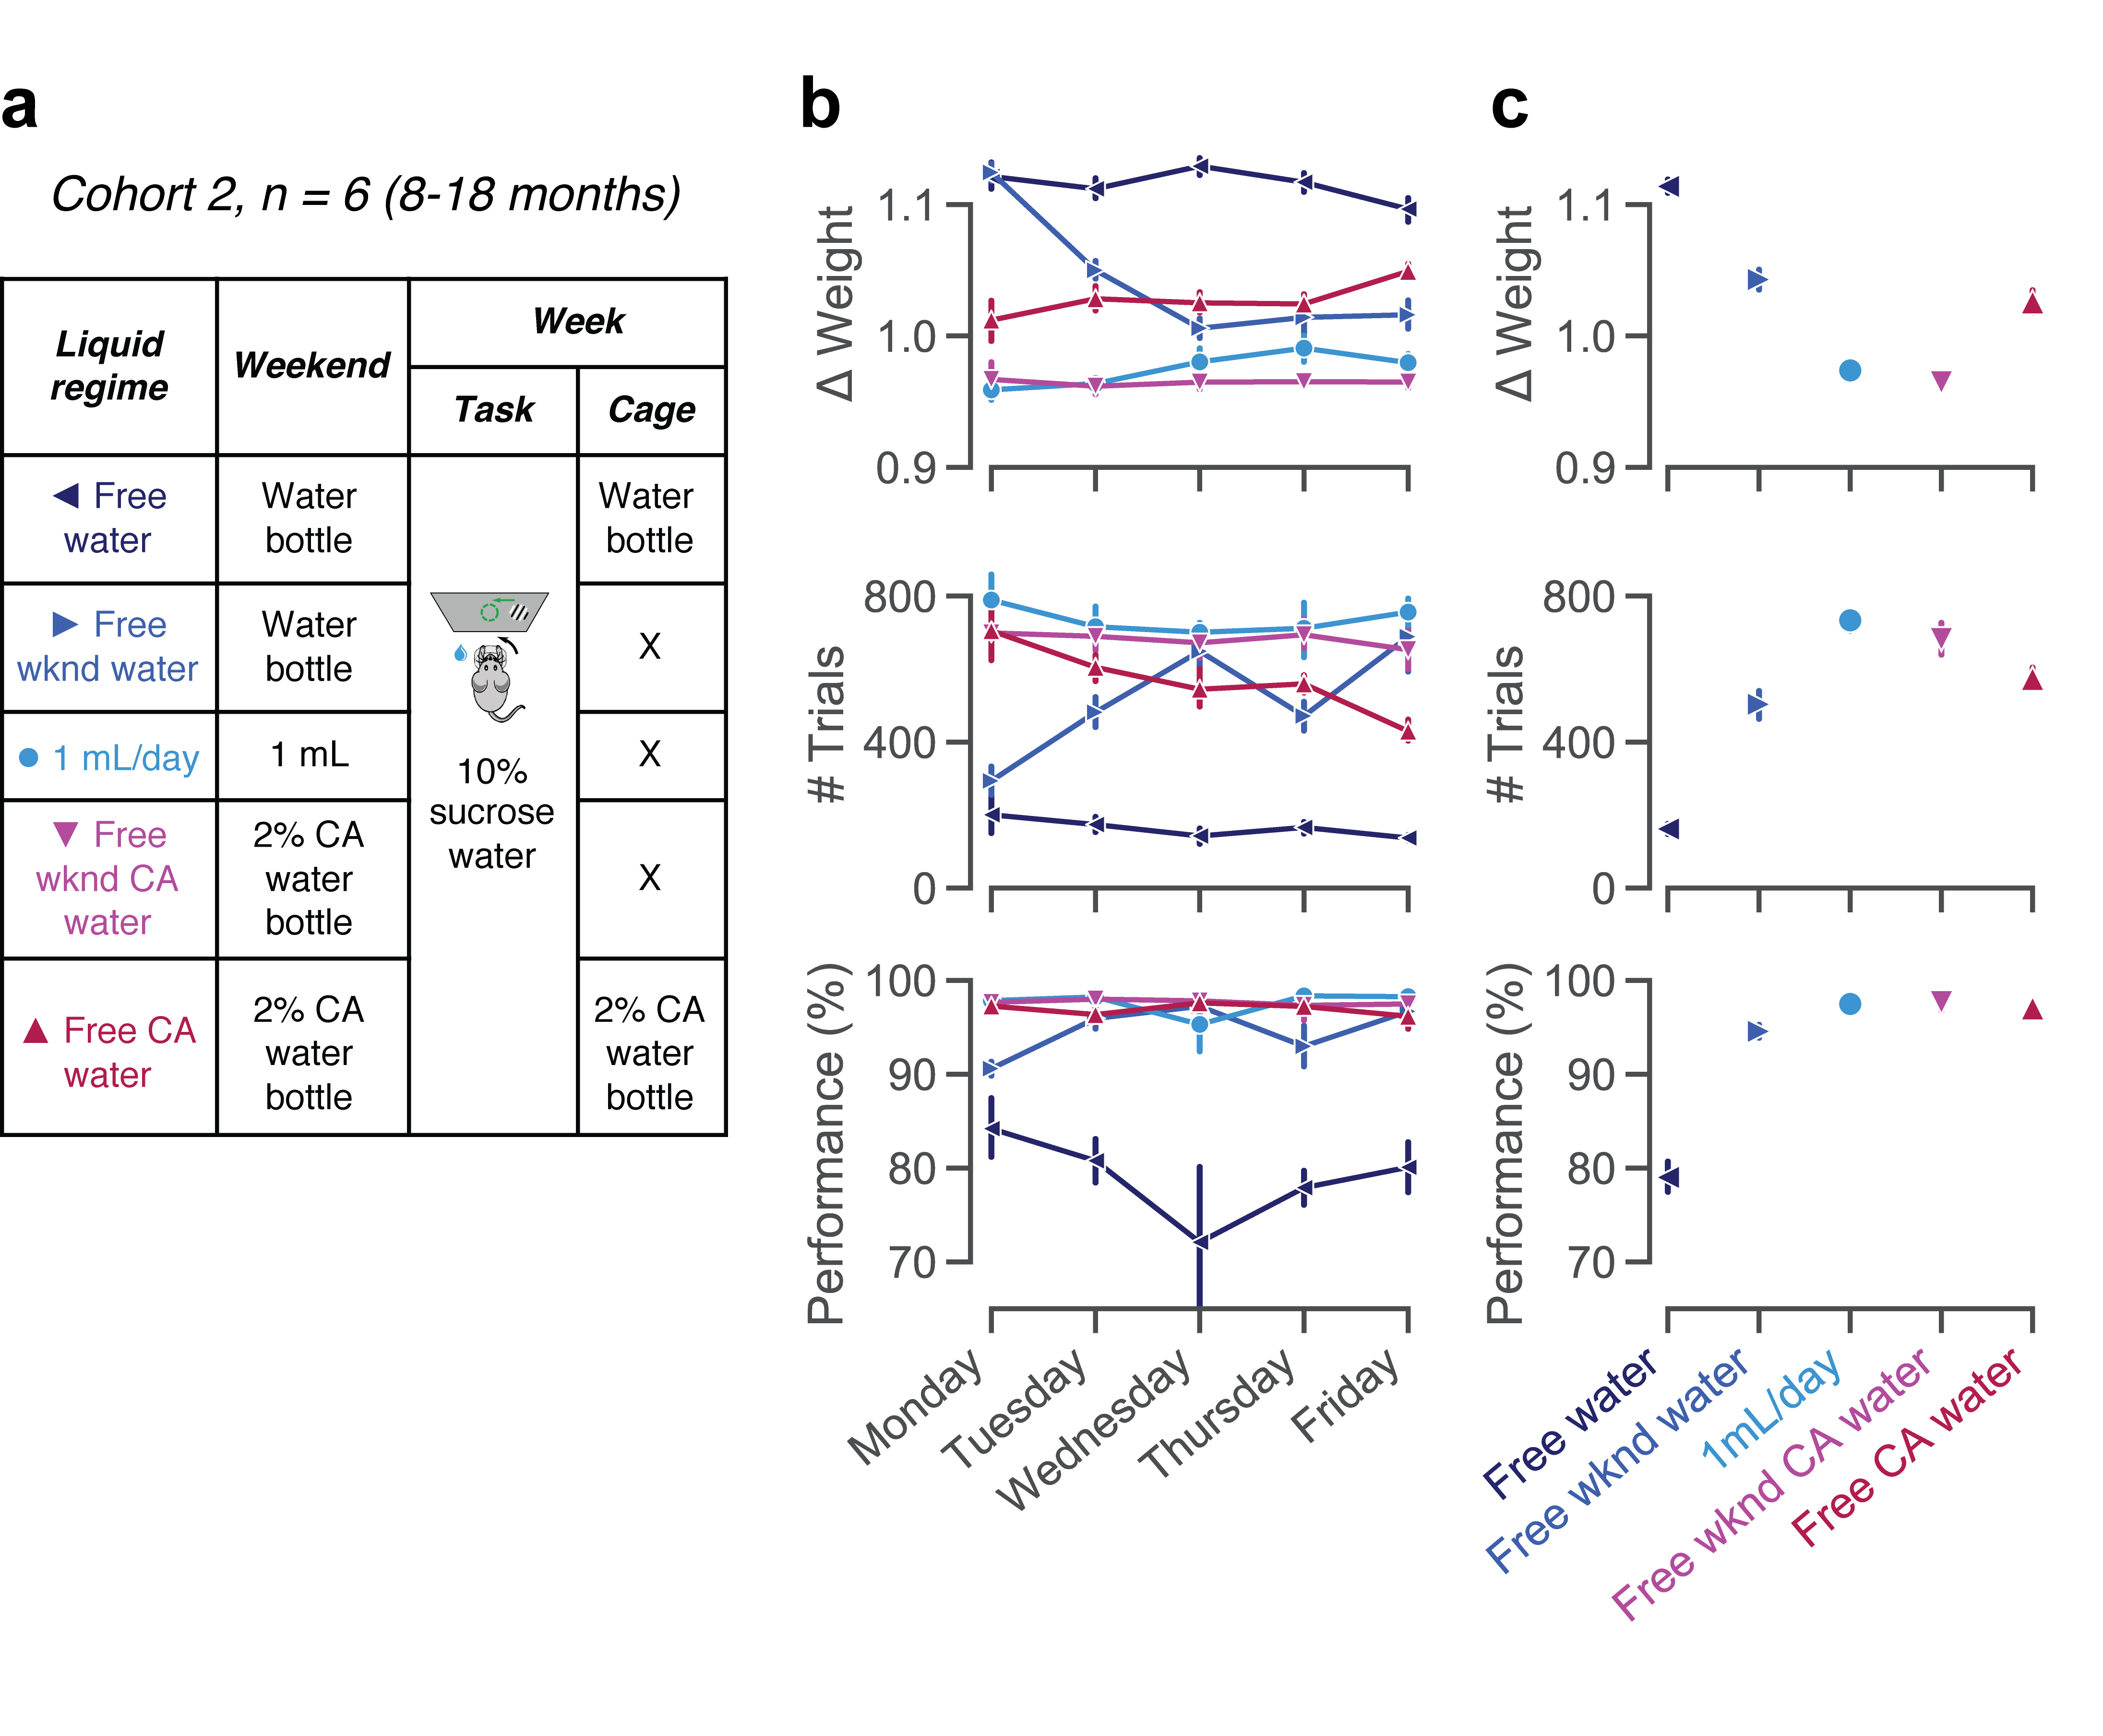 a
Cohort 2, n = 6 (8-18 months)
Liquid
regime
Weekend
Week
Task
Cage
Free
water
Water
bottle
Water
bottle
Free
wknd water
Water
bottle
X
1 mL/day
1 mL
X
10%
sucrose
water
Free
wknd CA
water
2% CA
water
bottle
X
Free CA
water
2% CA
water
bottle
2% CA
water
bottle
b
Δ Weight
1.1
1.0
0.9
# Trials
800
400
0
Performance (%)
100
90
80
70
Monday
Tuesday
Wednesday
Thursday
Friday
c
Δ Weight
1.1
1.0
0.9
# Trials
800
400
0
Performance (%)
100
90
80
70
Free water
Free wknd water
1mL/day
Free wknd CA water
Free CA water